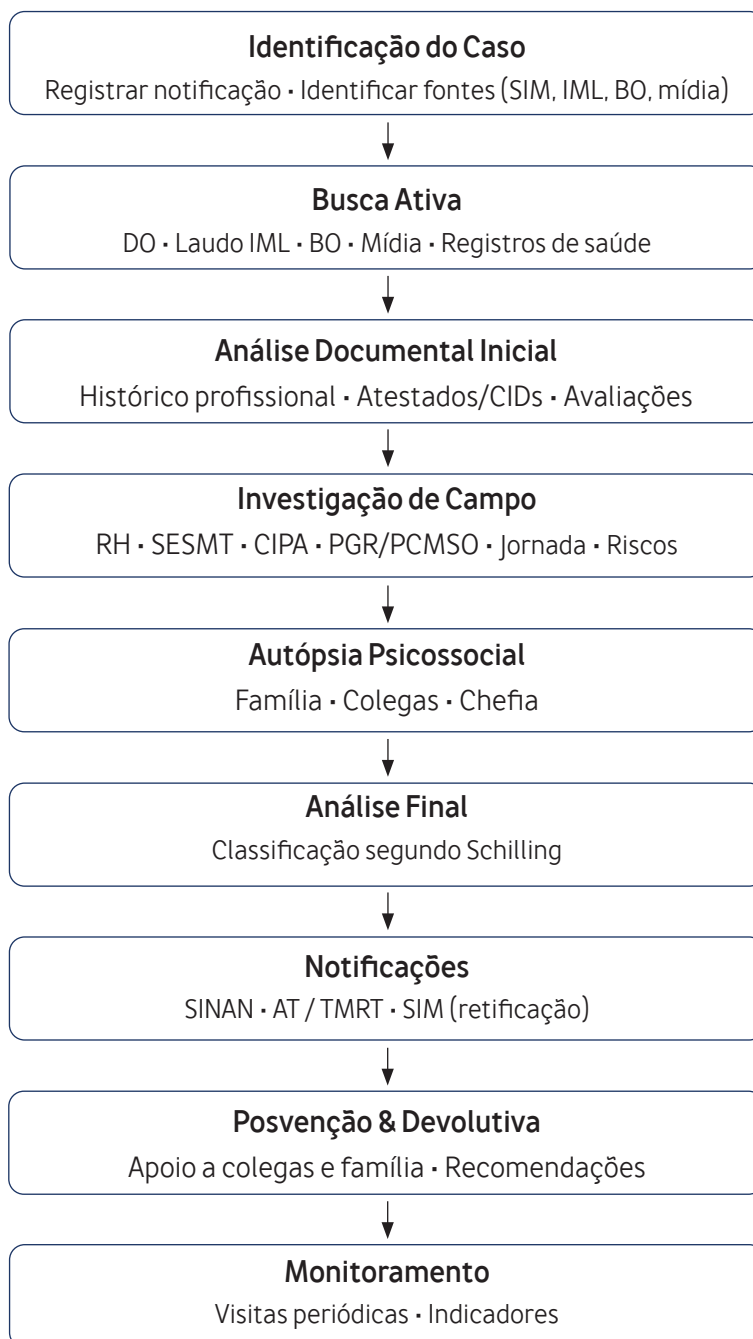 Identificação do Caso
Registrar notificação · Identificar fontes (SIM, IML, BO, mídia)
Busca Ativa
DO · Laudo IML · BO · Mídia · Registros de saúde
Análise Documental Inicial
Histórico profissional · Atestados/CIDs · Avaliações
Investigação de Campo
RH · SESMT · CIPA · PGR/PCMSO · Jornada · Riscos
Autópsia Psicossocial
Família · Colegas · Chefia
Análise Final
Classificação segundo Schilling
Notificações
SINAN · AT / TMRT · SIM (retificação)
Posvenção & Devolutiva
Apoio a colegas e família · Recomendações
Monitoramento
Visitas periódicas · Indicadores